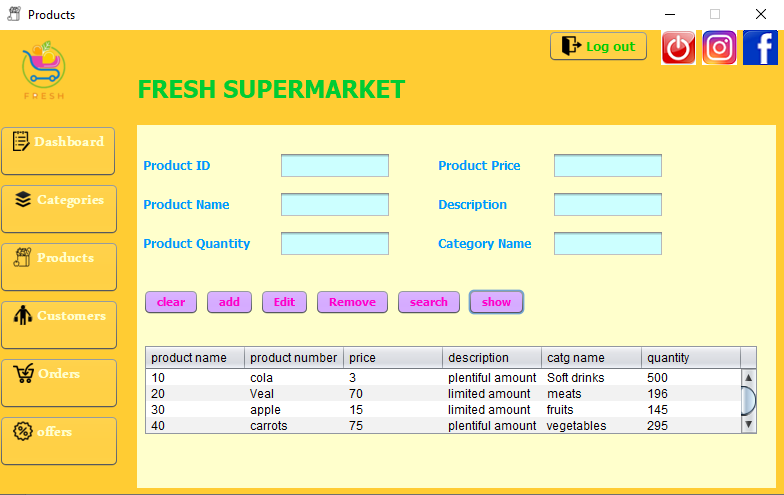 Products
Log out
FRESH
FRESH SUPERMARKET
Dashboard
Categories
Products
Customers
Orders
offers
Product ID
Product Price
Product Name
Description
Product Quantity
Category Name
clear add Edit Remove search show
product name product number price description catg name quantity
10 cola 3 plentiful amount Soft drinks 500
20 Veal 70 limited amount meats 196
30 apple 15 limited amount fruits 145
40 carrots 75 plentiful amount vegetables 295